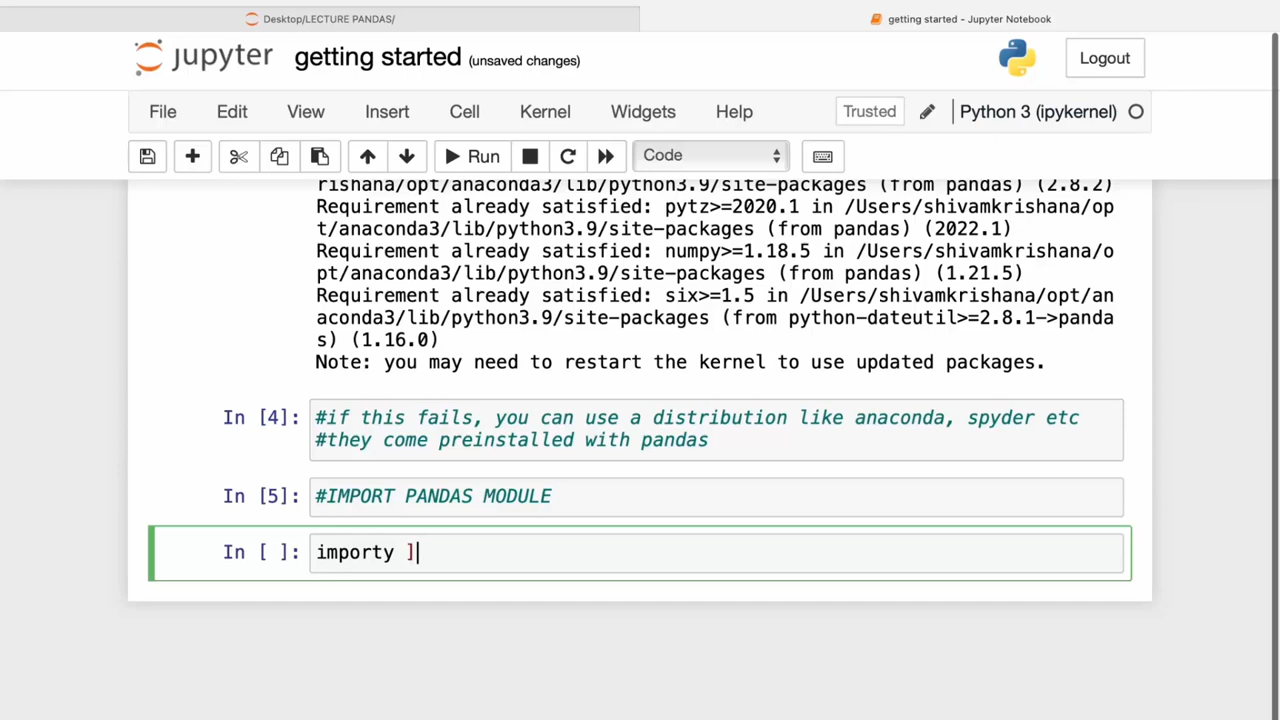 Desktop/LECTURE PANDAS/
getting started - Jupyter Notebook
jupyter getting started (unsaved changes)
Logout
File Edit View Insert Cell Kernel Widgets Help Trusted Python 3 (ipykernel)
Run Code
rishana/opt/anaconda3/lib/python3.9/site-packages (from pandas) (2.8.2)
Requirement already satisfied: pytz>=2020.1 in /Users/shivamkrishana/op
t/anaconda3/lib/python3.9/site-packages (from pandas) (2022.1)
Requirement already satisfied: numpy>=1.18.5 in /Users/shivamkrishana/o
pt/anaconda3/lib/python3.9/site-packages (from pandas) (1.21.5)
Requirement already satisfied: six>=1.5 in /Users/shivamkrishana/opt/an
aconda3/lib/python3.9/site-packages (from python-dateutil>=2.8.1->panda
s) (1.16.0)
Note: you may need to restart the kernel to use updated packages.
In [4]: #if this fails, you can use a distribution like anaconda, spyder etc
#they come preinstalled with pandas
In [5]: #IMPORT PANDAS MODULE
In [ ]: importy ]